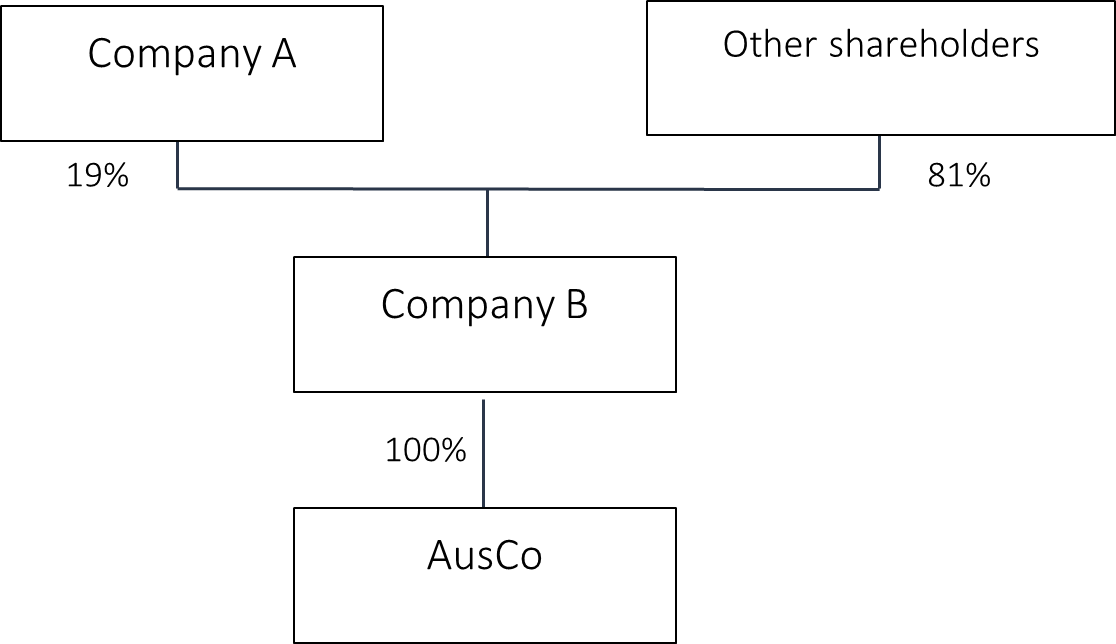 Company A
Other shareholders
19%
81%
Company B
100%
AusCo